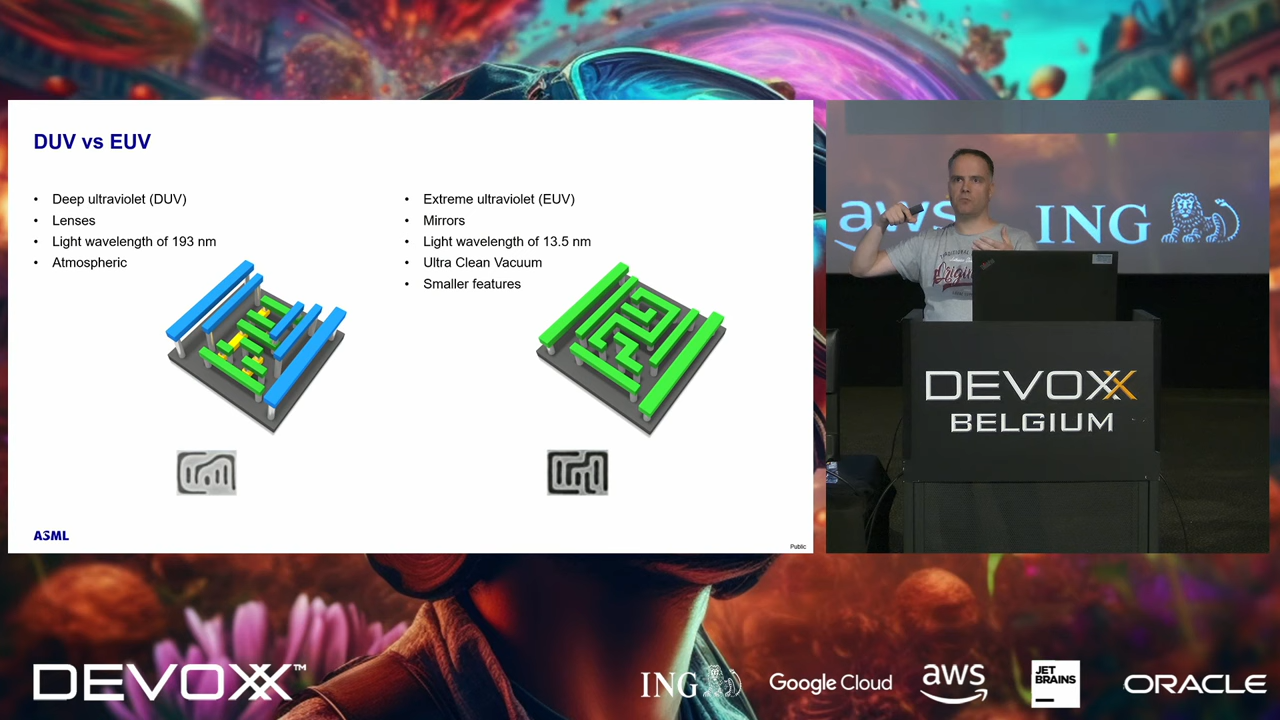 DUV vs EUV
• Deep ultraviolet (DUV)
• Lenses
• Light wavelength of 193 nm
• Atmospheric
• Extreme ultraviolet (EUV)
• Mirrors
• Light wavelength of 13.5 nm
• Ultra Clean Vacuum
• Smaller features
ASML
Public
aws
ING
DEVOXX
BELGIUM
DEVOXX™
ING
Google Cloud
aws
JET
BRAINS
ORACLE